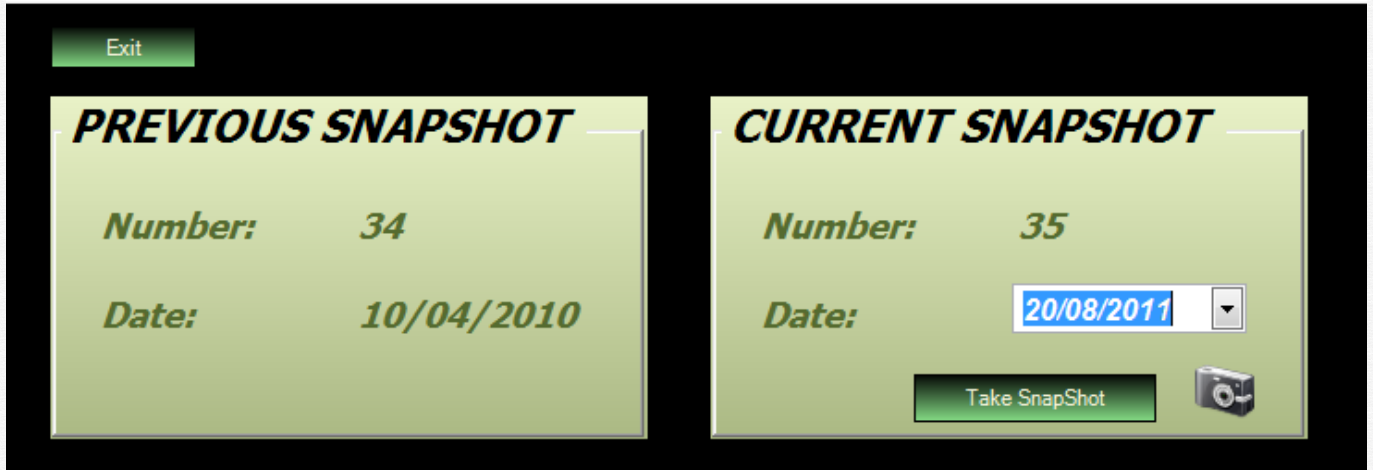 Exit
PREVIOUS SNAPSHOT
Number: 34
Date: 10/04/2010
CURRENT SNAPSHOT
Number: 35
Date: 20/08/2011
Take SnapShot